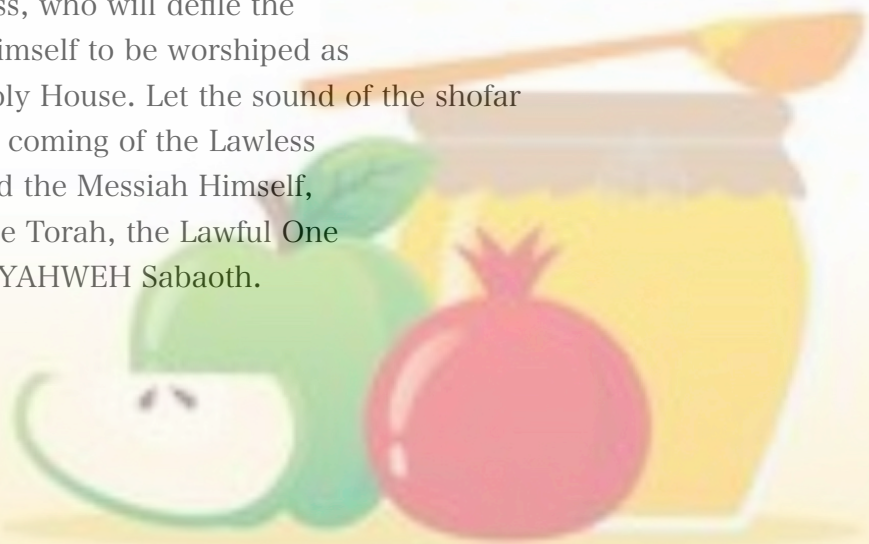 ss, who will defile the
imself to be worshiped as
oly House. Let the sound of the shofar
coming of the Lawless
d the Messiah Himself,
e Torah, the Lawful One
YAHWEH Sabaoth.